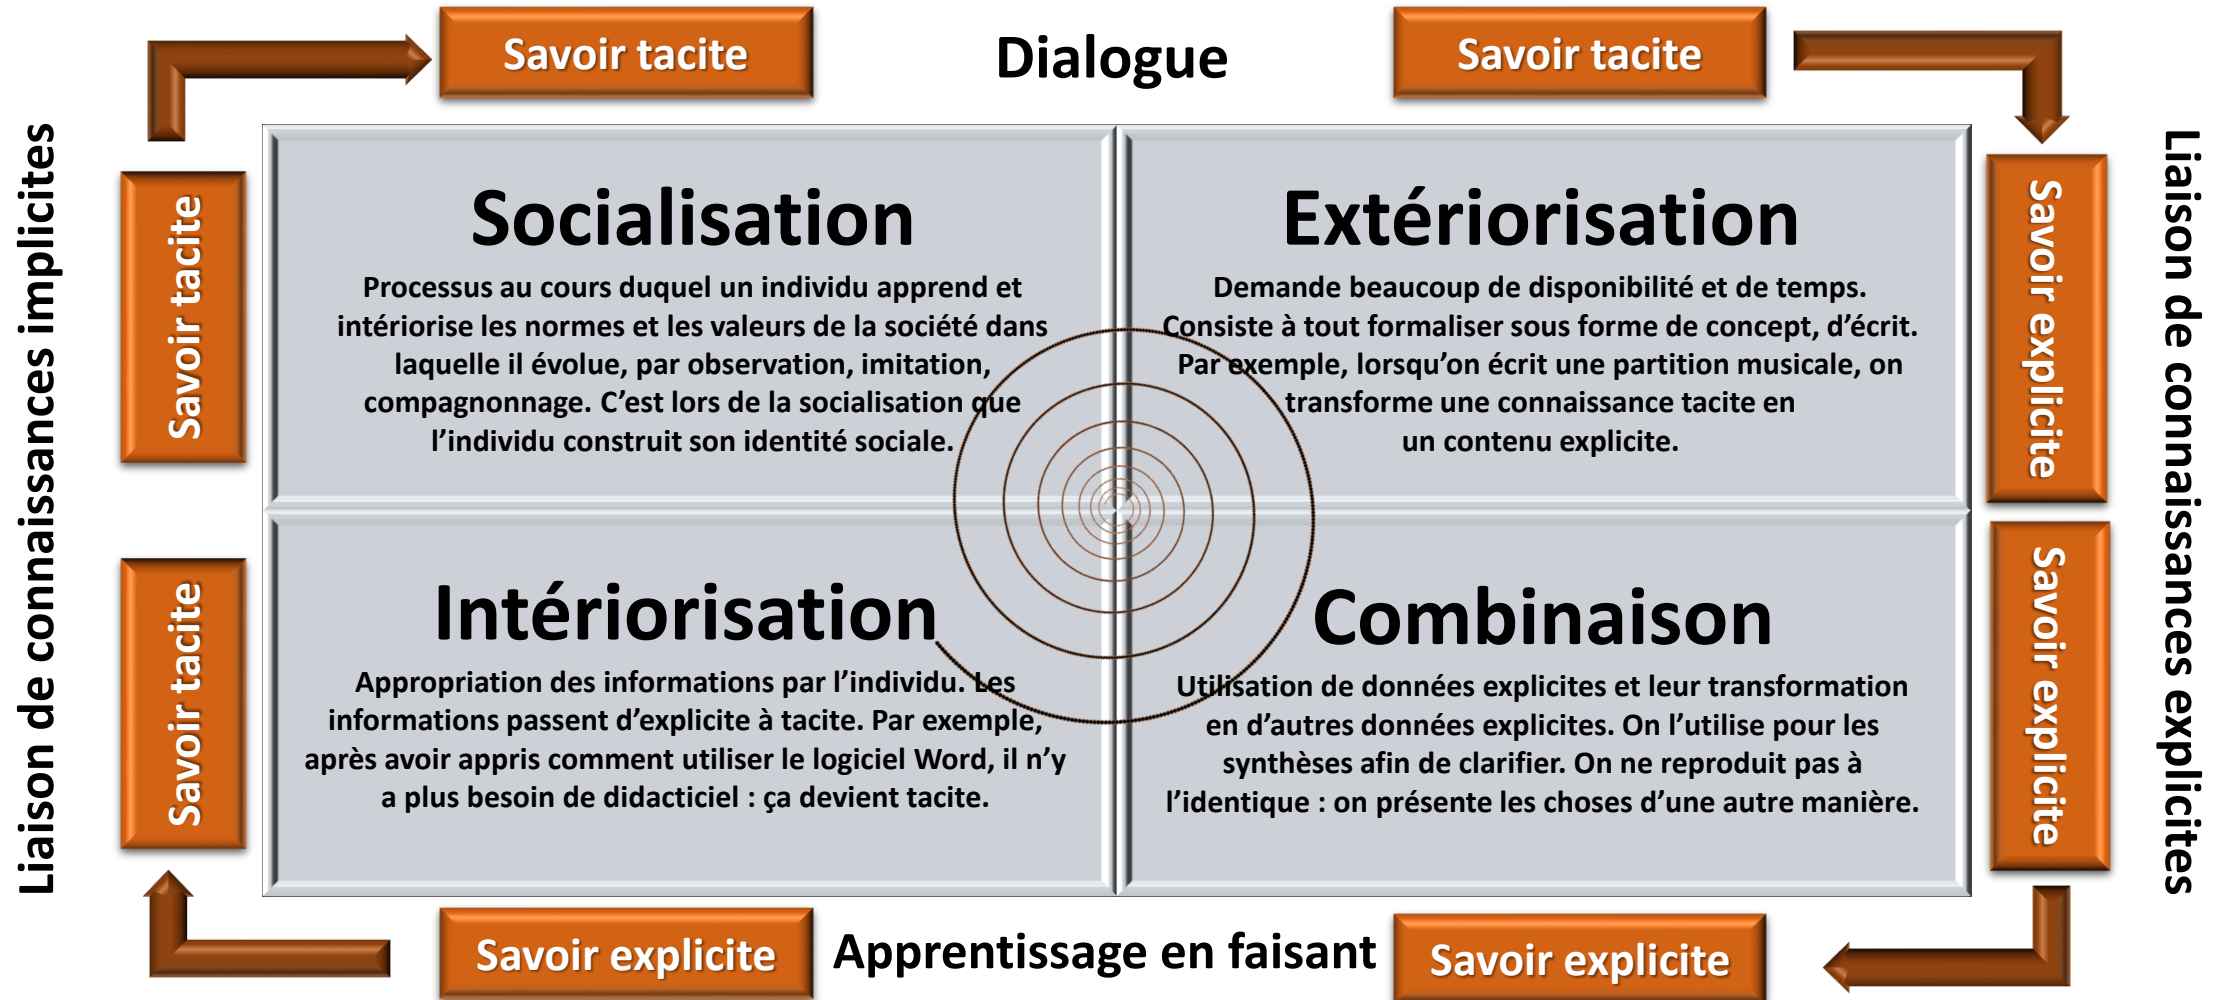 Savoir tacite
Dialogue
Savoir tacite
Liaison de connaissances implicites
Savoir tacite
Socialisation
Processus au cours duquel un individu apprend et
intériorise les normes et les valeurs de la société dans
laquelle il évolue, par observation, imitation,
compagnonnage. C’est lors de la socialisation que
l’individu construit son identité sociale.
Extériorisation
Demande beaucoup de disponibilité et de temps.
Consiste à tout formaliser sous forme de concept, d’écrit.
Par exemple, lorsqu’on écrit une partition musicale, on
transforme une connaissance tacite en
un contenu explicite.
Savoir explicite
Liaison de connaissances explicites
Savoir tacite
Intériorisation
Appropriation des informations par l’individu. Les
informations passent d’explicite à tacite. Par exemple,
après avoir appris comment utiliser le logiciel Word, il n’y
a plus besoin de didacticiel : ça devient tacite.
Combinaison
Utilisation de données explicites et leur transformation
en d’autres données explicites. On l’utilise pour les
synthèses afin de clarifier. On ne reproduit pas à
l’identique : on présente les choses d’une autre manière.
Savoir explicite
Savoir explicite
Apprentissage en faisant
Savoir explicite